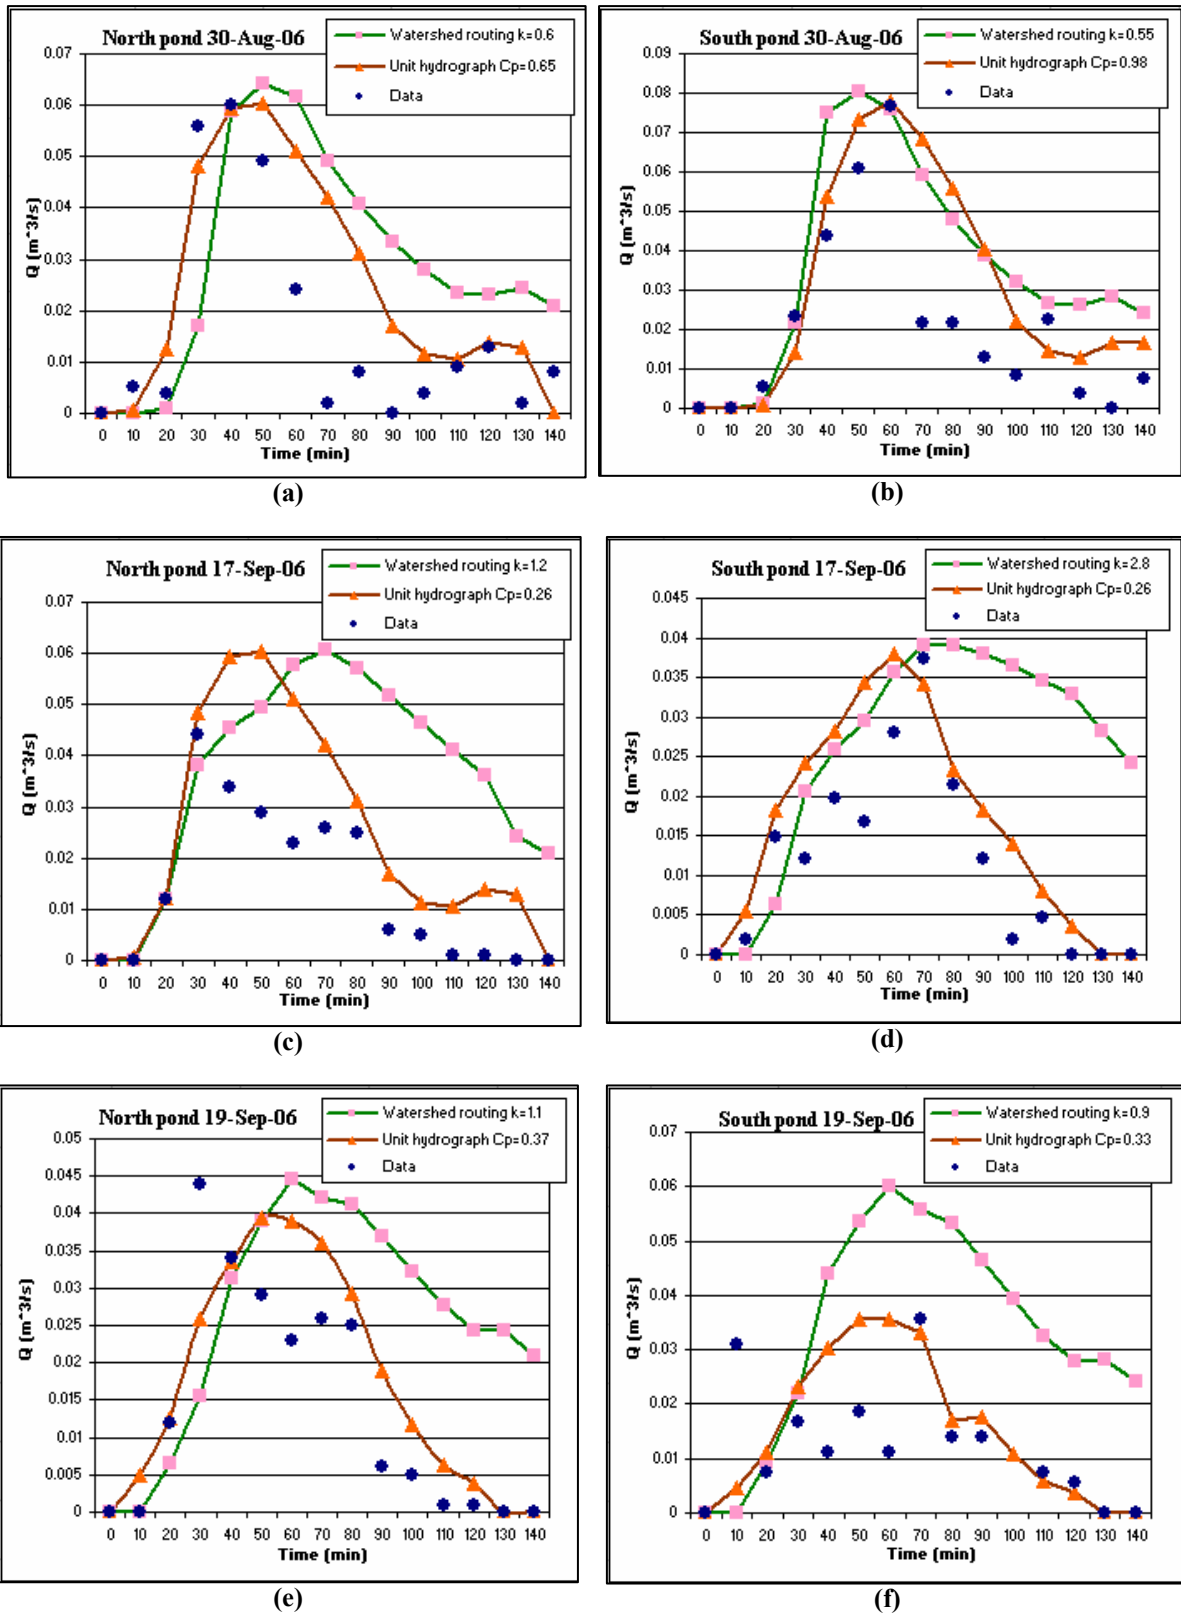 North pond 30-Aug-06
Watershed routing k=0.6
Unit hydrograph Cp=0.65
Data
Q (m^3/s)
0.07
0.06
0.05
0.04
0.03
0.02
0.01
0
0 10 20 30 40 50 60 70 80 90 100 110 120 130 140
Time (min)
(a)
South pond 30-Aug-06
Watershed routing k=0.55
Unit hydrograph Cp=0.98
Data
Q (m^3/s)
0.09
0.08
0.07
0.06
0.05
0.04
0.03
0.02
0.01
0
0 10 20 30 40 50 60 70 80 90 100 110 120 130 140
Time (min)
(b)
North pond 17-Sep-06
Watershed routing k=1.2
Unit hydrograph Cp=0.26
Data
Q (m^3/s)
0.07
0.06
0.05
0.04
0.03
0.02
0.01
0
0 10 20 30 40 50 60 70 80 90 100 110 120 130 140
Time (min)
(c)
South pond 17-Sep-06
Watershed routing k=2.8
Unit hydrograph Cp=0.26
Data
Q (m^3/s)
0.045
0.04
0.035
0.03
0.025
0.02
0.015
0.01
0.005
0
0 10 20 30 40 50 60 70 80 90 100 110 120 130 140
Time (min)
(d)
North pond 19-Sep-06
Watershed routing k=1.1
Unit hydrograph Cp=0.37
Data
Q (m^3/s)
0.05
0.045
0.04
0.035
0.03
0.025
0.02
0.015
0.01
0.005
0
0 10 20 30 40 50 60 70 80 90 100 110 120 130 140
Time (min)
(e)
South pond 19-Sep-06
Watershed routing k=0.9
Unit hydrograph Cp=0.33
Data
Q (m^3/s)
0.07
0.06
0.05
0.04
0.03
0.02
0.01
0
0 10 20 30 40 50 60 70 80 90 100 110 120 130 140
Time (min)
(f)